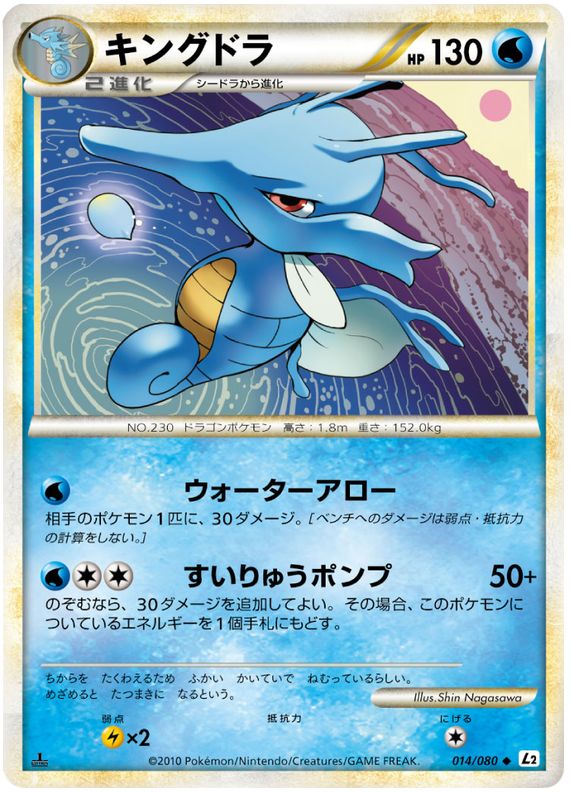 キングドラ HP 130
2進化 シードラから進化
NO.230 ドラゴンポケモン 高さ：1.8m 重さ：152.0kg
ウォーターアロー
相手のポケモン1匹に、30ダメージ。[ベンチへのダメージは弱点・抵抗力
の計算をしない。]
すいりゅうポンプ 50+
のぞむなら、30ダメージを追加してよい。その場合、このポケモンに
ついているエネルギーを1個手札にもどす。
ちからを たくわえるため ふかい かいていで ねむっているらしい。
めざめると たつまきに なるという。
Illus.Shin Nagasawa
弱点 抵抗力 にげる
×2
©2010 Pokémon/Nintendo/Creatures/GAME FREAK.
014/080 ◆ L2